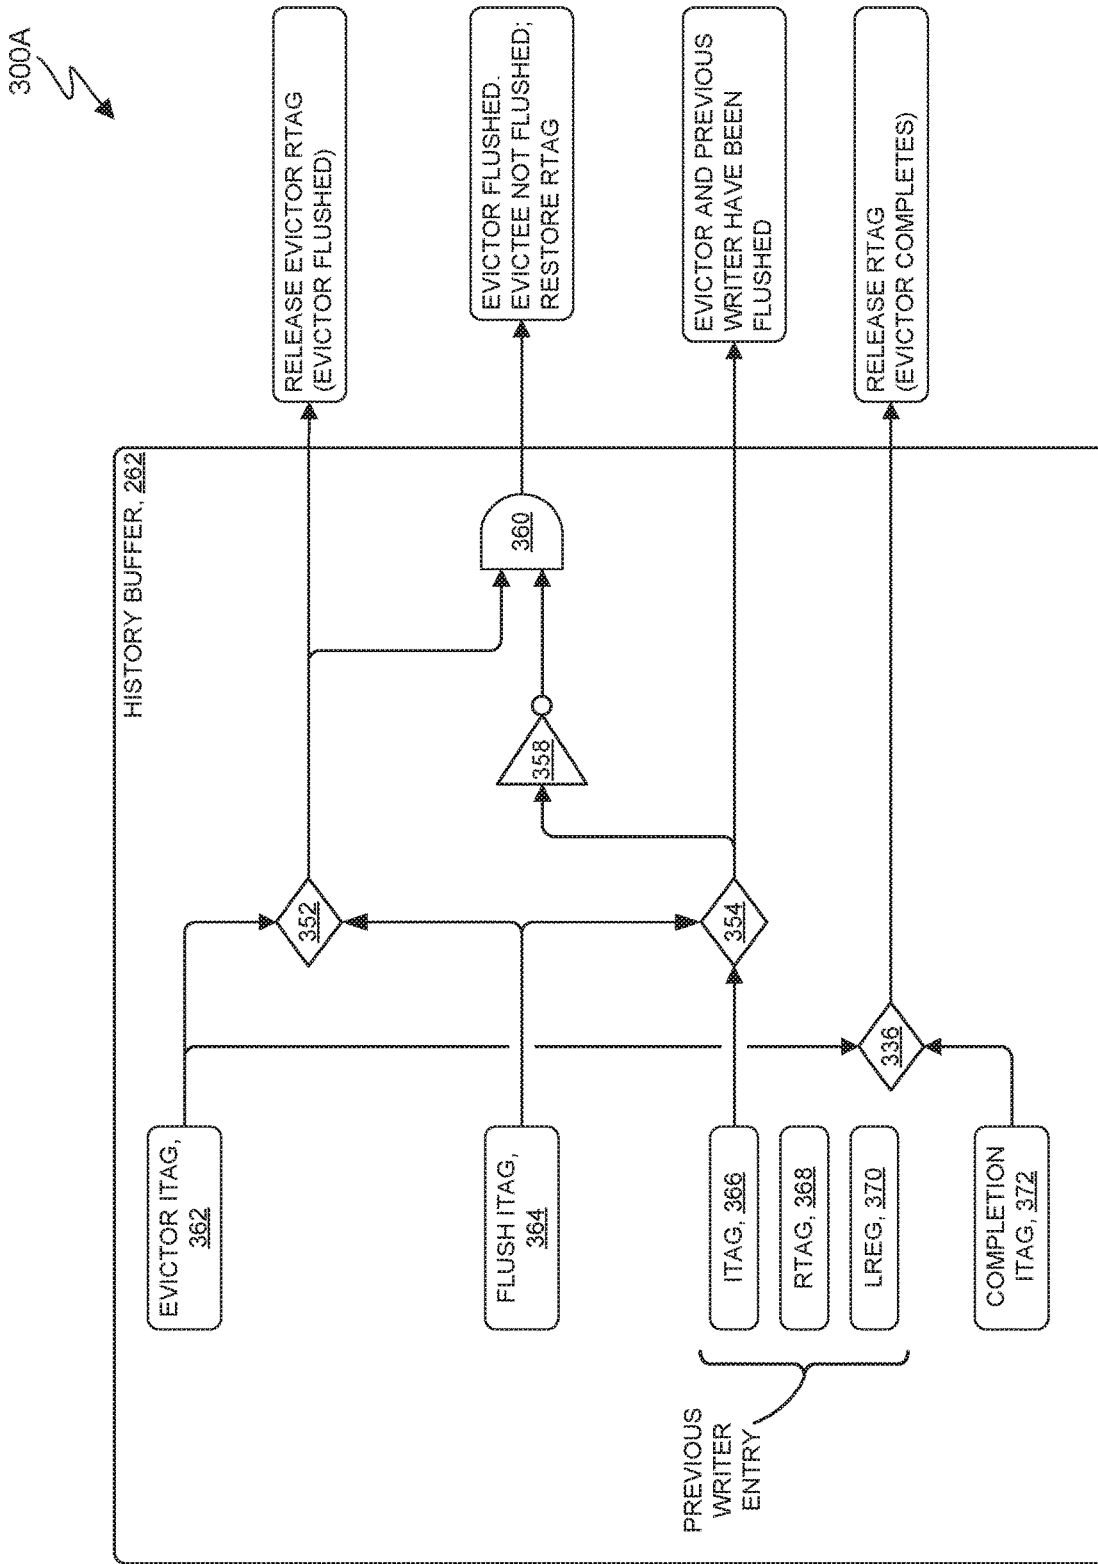 300A
HISTORY BUFFER, 262
EVICTOR ITAG,
362
FLUSH ITAG,
364
PREVIOUS
WRITER
ENTRY
ITAG, 366
RTAG, 368
LREG, 370
COMPLETION
ITAG, 372
352
354
336
358
360
RELEASE EVICTOR RTAG
(EVICTOR FLUSHED)
EVICTOR FLUSHED.
EVICTEE NOT FLUSHED;
RESTORE RTAG
EVICTOR AND PREVIOUS
WRITER HAVE BEEN
FLUSHED
RELEASE RTAG
(EVICTOR COMPLETES)